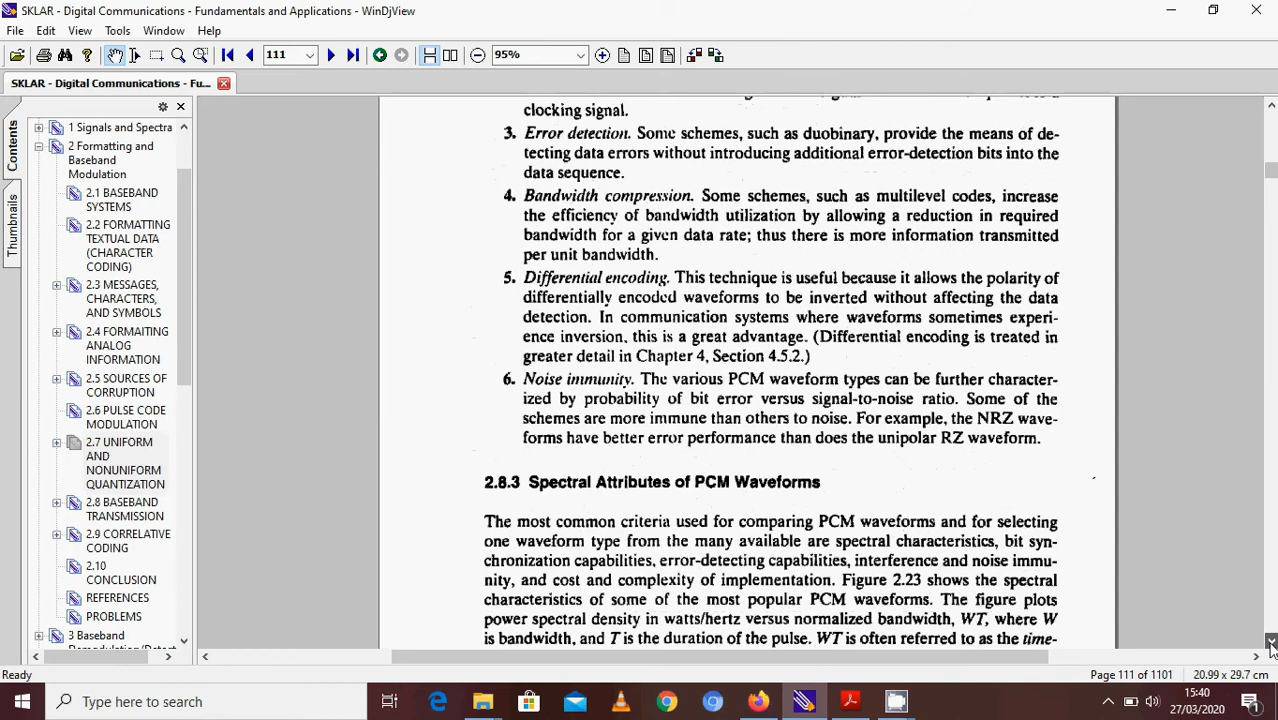 SKLAR - Digital Communications - Fundamentals and Applications - WinDjView
File Edit View Tools Window Help
111
95%
SKLAR - Digital Communications - Fu...
Contents
Thumbnails
1 Signals and Spectra
2 Formatting and
Baseband
Modulation
2.1 BASEBAND
SYSTEMS
2.2 FORMATTING
TEXTUAL DATA
(CHARACTER
CODING)
2.3 MESSAGES,
CHARACTERS,
AND SYMBOLS
2.4 FORMAITING
ANALOG
INFORMATION
2.5 SOURCES OF
CORRUPTION
2.6 PULSE CODE
MODULATION
2.7 UNIFORM
AND
NONUNIFORM
QUANTIZATION
2.8 BASEBAND
TRANSMISSION
2.9 CORRELATIVE
CODING
2.10
CONCLUSION
REFERENCES
PROBLEMS
3 Baseband
clocking signal.
3. Error detection. Some schemes, such as duobinary, provide the means of de-
tecting data errors without introducing additional error-detection bits into the
data sequence.
4. Bandwidth compression. Some schemes, such as multilevel codes, increase
the efficiency of bandwidth utilization by allowing a reduction in required
bandwidth for a given data rate; thus there is more information transmitted
per unit bandwidth.
5. Differential encoding. This technique is useful because it allows the polarity of
differentially encoded waveforms to be inverted without affecting the data
detection. In communication systems where waveforms sometimes experi-
ence inversion, this is a great advantage. (Differential encoding is treated in
greater detail in Chapter 4, Section 4.5.2.)
6. Noise immunity. The various PCM waveform types can be further character-
ized by probability of bit error versus signal-to-noise ratio. Some of the
schemes are more immune than others to noise. For example, the NRZ wave-
forms have better error performance than does the unipolar RZ waveform.
2.8.3 Spectral Attributes of PCM Waveforms
The most common criteria used for comparing PCM waveforms and for selecting
one waveform type from the many available are spectral characteristics, bit syn-
chronization capabilities, error-detecting capabilities, interference and noise immu-
nity, and cost and complexity of implementation. Figure 2.23 shows the spectral
characteristics of some of the most popular PCM waveforms. The figure plots
power spectral density in watts/hertz versus normalized bandwidth, WT, where W
is bandwidth, and T is the duration of the pulse. WT is often referred to as the time-
Ready
Page 111 of 1101
20.99 x 29.7 cm
Type here to search
15:40
27/03/2020
1